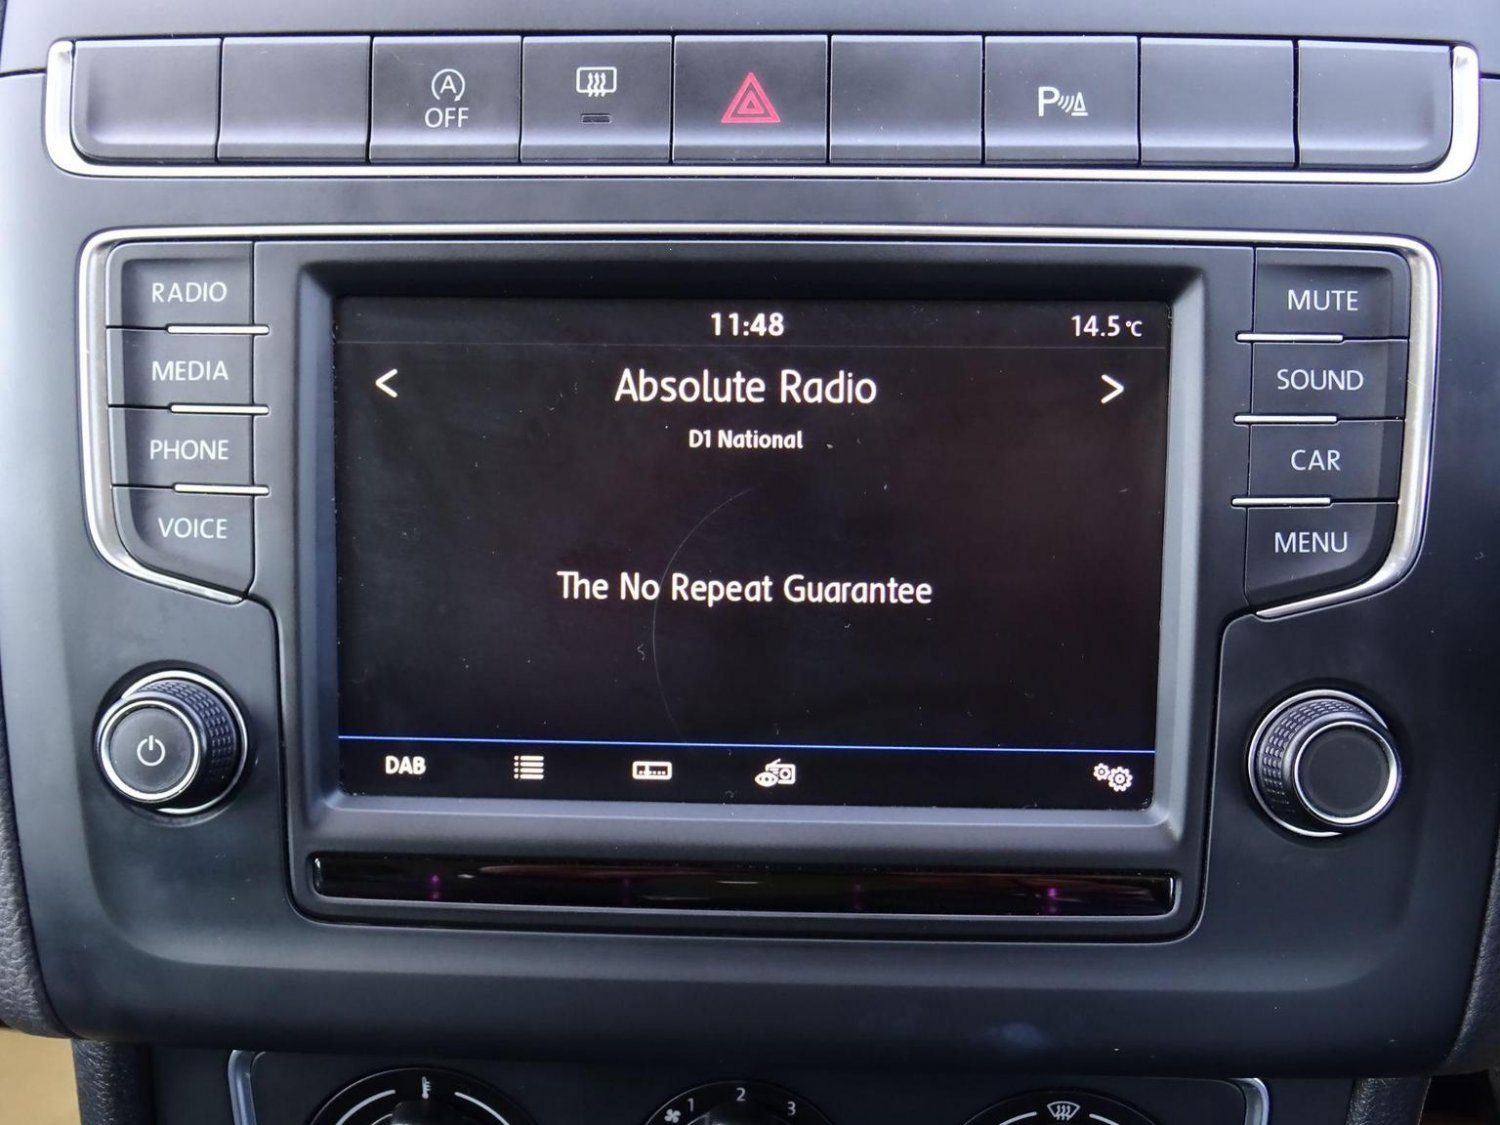 A
OFF
P
RADIO
MEDIA
PHONE
VOICE
11:48
14.5°C
< Absolute Radio >
D1 National
The No Repeat Guarantee
DAB
MUTE
SOUND
CAR
MENU
1 2 3